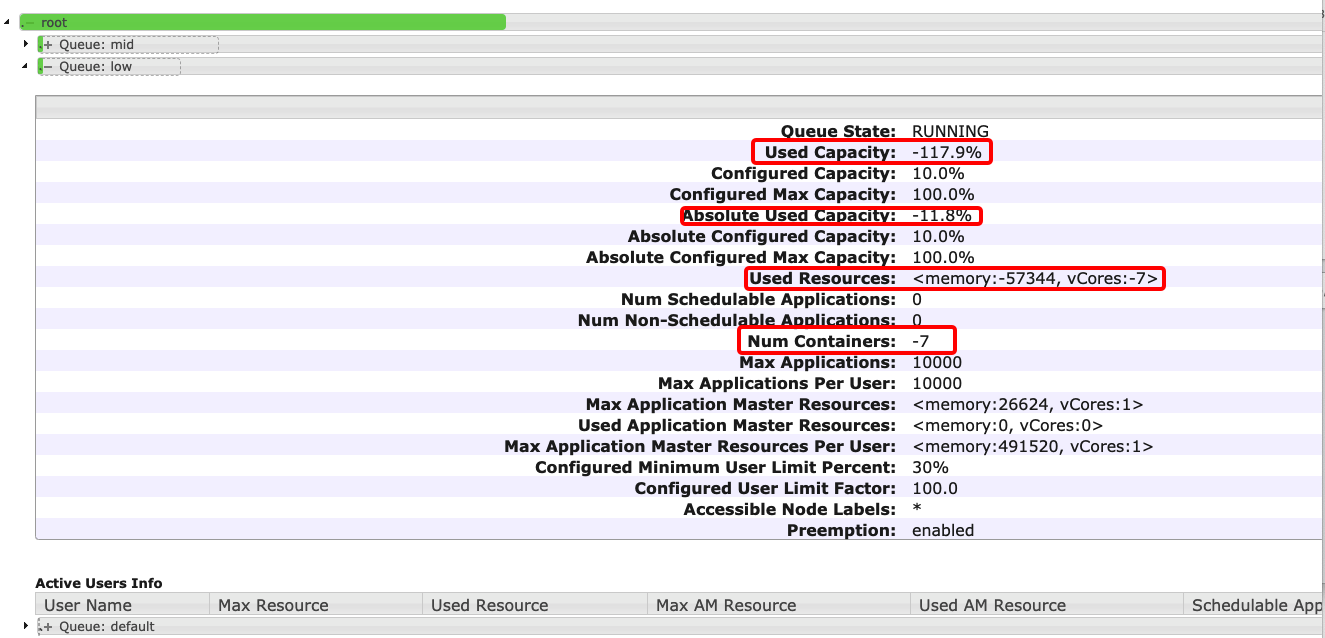 root
+ Queue: mid
− Queue: low
Queue State: RUNNING
Used Capacity: -117.9%
Configured Capacity: 10.0%
Configured Max Capacity: 100.0%
Absolute Used Capacity: -11.8%
Absolute Configured Capacity: 10.0%
Absolute Configured Max Capacity: 100.0%
Used Resources: <memory:-57344, vCores:-7>
Num Schedulable Applications: 0
Num Non-Schedulable Applications: 0
Num Containers: -7
Max Applications: 10000
Max Applications Per User: 10000
Max Application Master Resources: <memory:26624, vCores:1>
Used Application Master Resources: <memory:0, vCores:0>
Max Application Master Resources Per User: <memory:491520, vCores:1>
Configured Minimum User Limit Percent: 30%
Configured User Limit Factor: 100.0
Accessible Node Labels: *
Preemption: enabled
Active Users Info
User Name Max Resource Used Resource Max AM Resource Used AM Resource Schedulable App
+ Queue: default